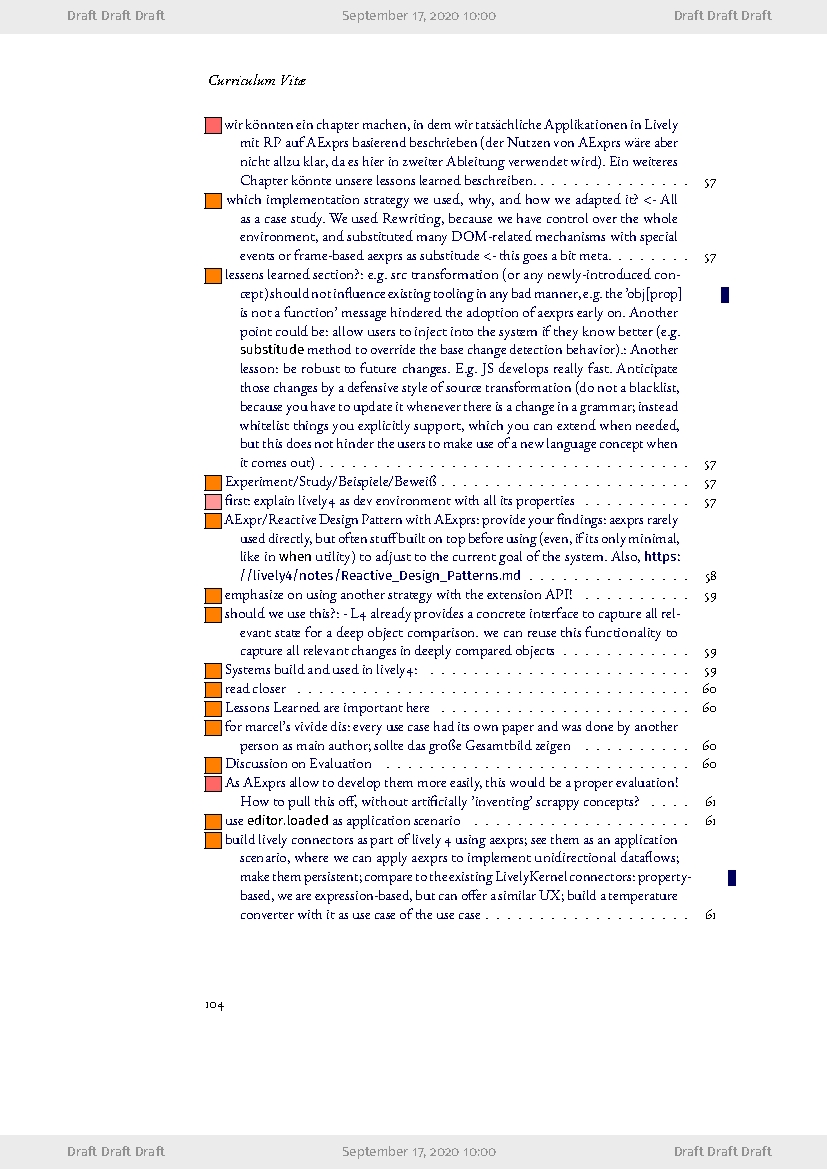 Draft Draft Draft September 17, 2020 10:00 Draft Draft Draft
Curriculum Vitæ
wir könnten ein chapter machen, in dem wir tatsächliche Applikationen in Lively
mit RP auf AExprs basierend beschrieben (der Nutzen von AExprs wäre aber
nicht allzu klar, da es hier in zweiter Ableitung verwendet wird). Ein weiteres
Chapter könnte unsere lessons learned beschreiben. . . . . . . . . . . . . . . . 57
which implementation strategy we used, why, and how we adapted it? <- All
as a case study. We used Rewriting, because we have control over the whole
environment, and substituted many DOM-related mechanisms with special
events or frame-based aexprs as substitute <- this goes a bit meta. . . . . . . . 57
lessens learned section?: e.g. src transformation (or any newly-introduced con-
cept) should not influence existing tooling in any bad manner, e.g. the 'obj[prop]
is not a function' message hindered the adoption of aexprs early on. Another
point could be: allow users to inject into the system if they know better (e.g.
substitude method to override the base change detection behavior).: Another
lesson: be robust to future changes. E.g. JS develops really fast. Anticipate
those changes by a defensive style of source transformation (do not a blacklist,
because you have to update it whenever there is a change in a grammar; instead
whitelist things you explicitly support, which you can extend when needed,
but this does not hinder the users to make use of a new language concept when
it comes out) . . . . . . . . . . . . . . . . . . . . . . . . . . . . . . . . . . 57
Experiment/Study/Beispiele/Beweiß . . . . . . . . . . . . . . . . . . . . . . . 57
first: explain lively4 as dev environment with all its properties . . . . . . . . . . 57
AExpr/Reactive Design Pattern with AExprs: provide your findings: aexprs rarely
used directly, but often stuff built on top before using (even, if its only minimal,
like in when utility) to adjust to the current goal of the system. Also, https:
//lively4/notes/Reactive_Design_Patterns.md . . . . . . . . . . . . . . . 58
emphasize on using another strategy with the extension API! . . . . . . . . . . 59
should we use this?: - L4 already provides a concrete interface to capture all rel-
evant state for a deep object comparison. we can reuse this functionality to
capture all relevant changes in deeply compared objects . . . . . . . . . . . . 59
Systems build and used in lively4: . . . . . . . . . . . . . . . . . . . . . . . . 59
read closer . . . . . . . . . . . . . . . . . . . . . . . . . . . . . . . . . . . . 60
Lessons Learned are important here . . . . . . . . . . . . . . . . . . . . . . . 60
for marcel's vivide dis: every use case had its own paper and was done by another
person as main author; sollte das große Gesamtbild zeigen . . . . . . . . . . 60
Discussion on Evaluation . . . . . . . . . . . . . . . . . . . . . . . . . . . . 60
As AExprs allow to develop them more easily, this would be a proper evaluation!
How to pull this off, without artificially 'inventing' scrappy concepts? . . . . 61
use editor.loaded as application scenario . . . . . . . . . . . . . . . . . . . . 61
build lively connectors as part of lively 4 using aexprs; see them as an application
scenario, where we can apply aexprs to implement unidirectional dataflows;
make them persistent; compare to the existing LivelyKernel connectors: property-
based, we are expression-based, but can offer a similar UX; build a temperature
converter with it as use case of the use case . . . . . . . . . . . . . . . . . . . 61
104
Draft Draft Draft September 17, 2020 10:00 Draft Draft Draft